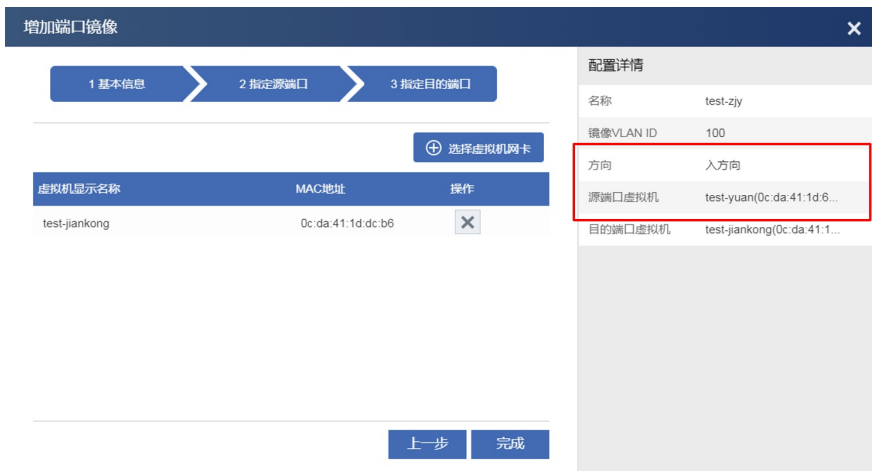 增加端口镜像
1 基本信息
2 指定源端口
3 指定目的端口
选择虚拟机网卡
虚拟机显示名称 MAC地址 操作
test-jiankong 0c:da:41:1d:dc:b6
上一步 完成
配置详情
名称 test-zjy
镜像VLAN ID 100
方向 入方向
源端口虚拟机 test-yuan(0c:da:41:1d:6...
目的端口虚拟机 test-jiankong(0c:da:41:1...